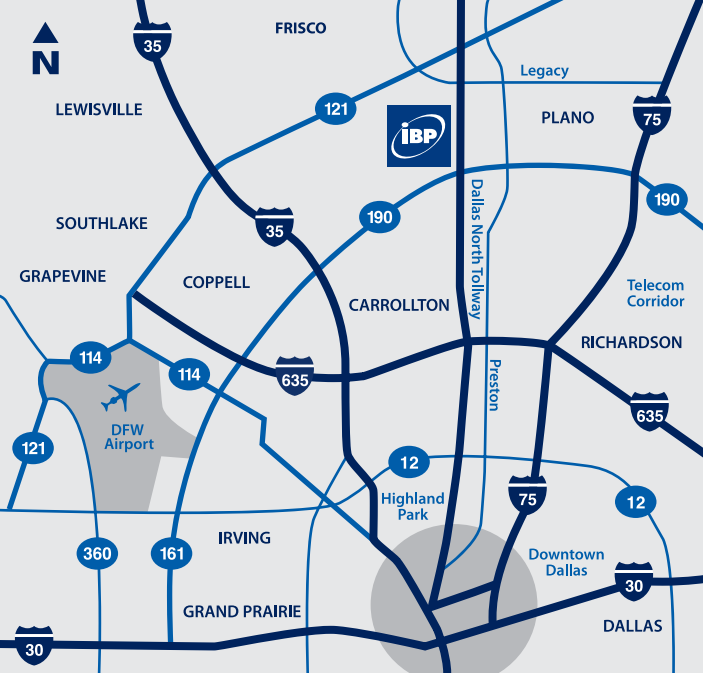 FRISCO
35
N
Legacy
LEWISVILLE
121
PLANO
75
iBP
190
190
SOUTHLAKE
35
Dallas North Tollway
GRAPEVINE
COPPELL
CARROLLTON
Telecom
Corridor
RICHARDSON
114
114
635
Preston
635
DFW
Airport
121
12
75
12
Highland
Park
IRVING
360
161
Downtown
Dallas
30
GRAND PRAIRIE
DALLAS
30